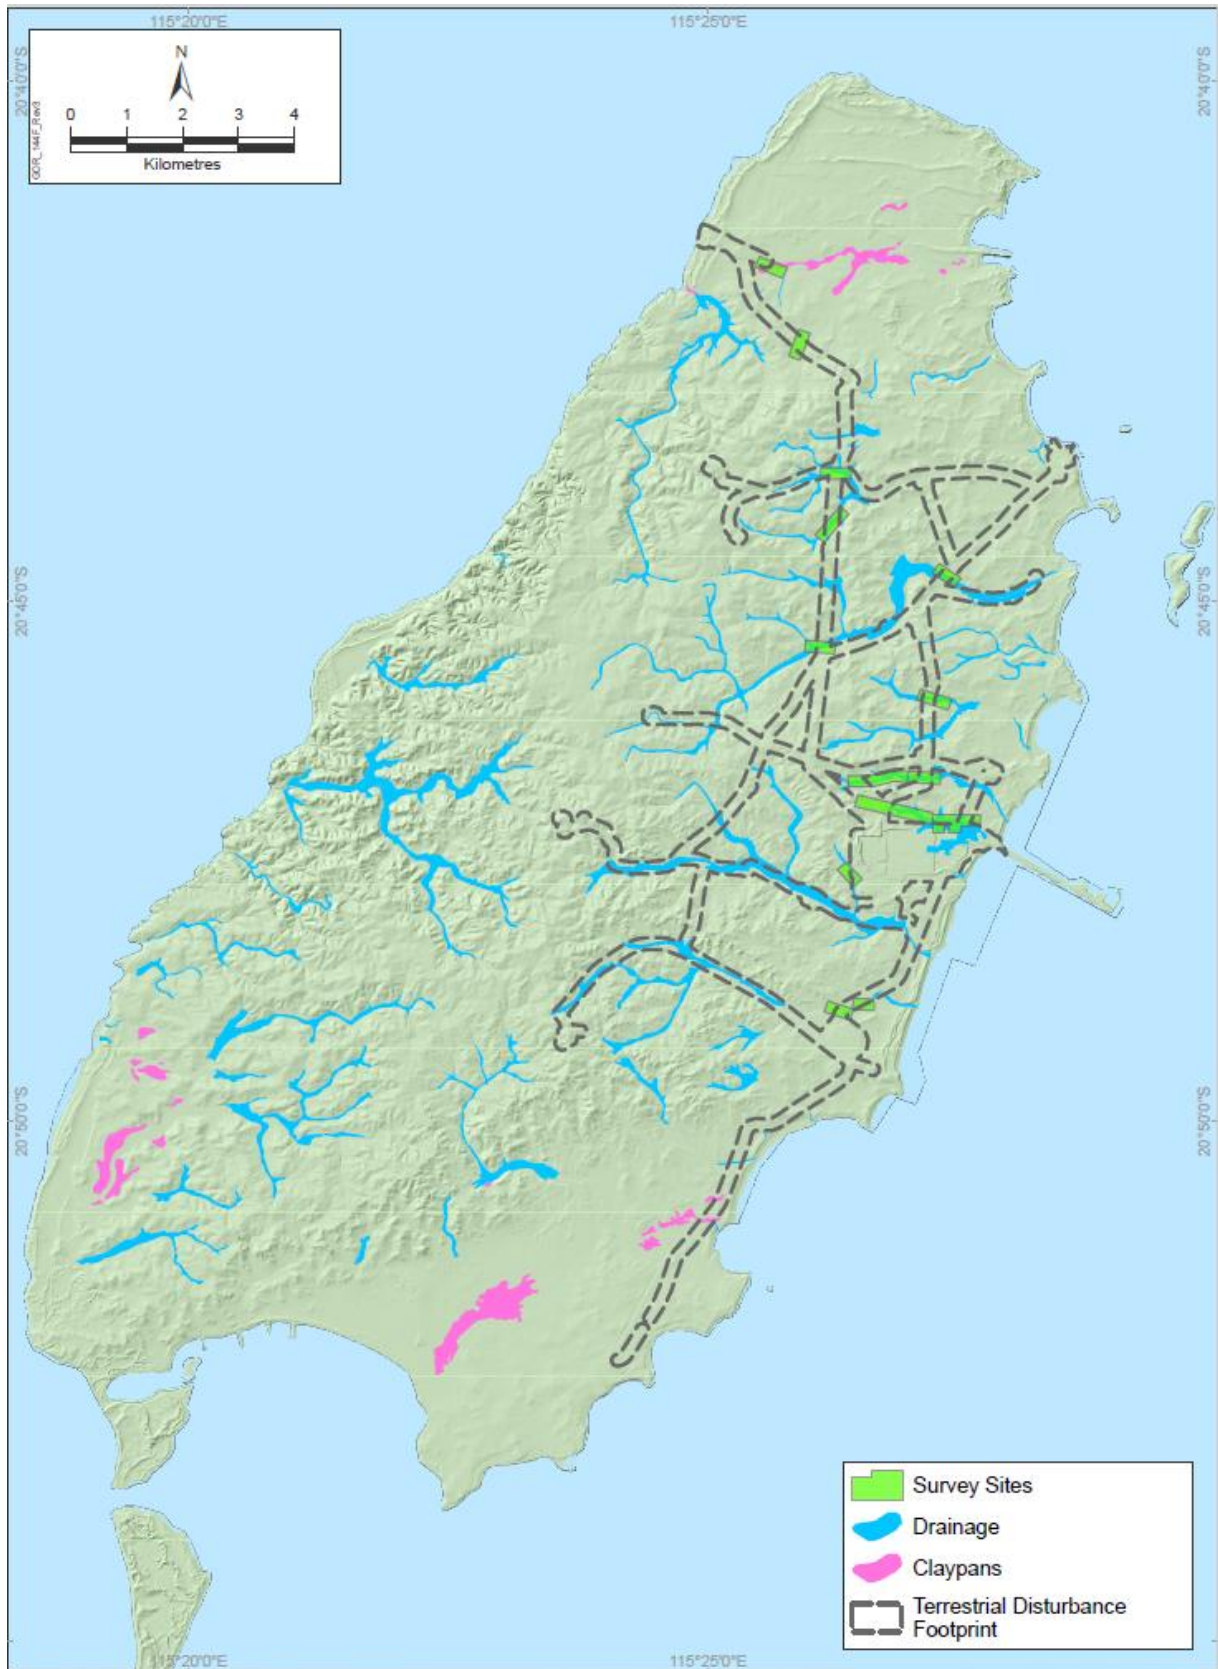 115°20'0"E 115°25'0"E
20°40'0"S
20°40'0"S
N
0 1 2 3 4
Kilometres
GOR_144F_Rev3
20°45'0"S
20°45'0"S
20°50'0"S
20°50'0"S
Survey Sites
Drainage
Claypans
Terrestrial Disturbance
Footprint
115°20'0"E 115°25'0"E